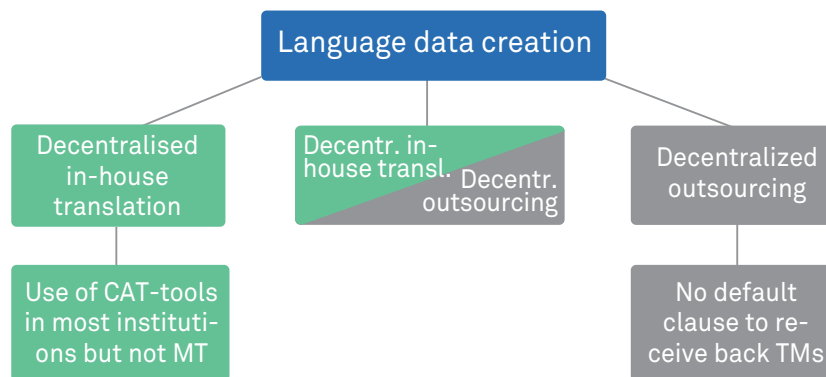 Language data creation
Decentralised
in-house
translation
Decentr. in-
house transl.
Decentr.
outsourcing
Decentralized
outsourcing
Use of CAT-tools
in most instituti-
ons but not MT
No default
clause to re-
ceive back TMs